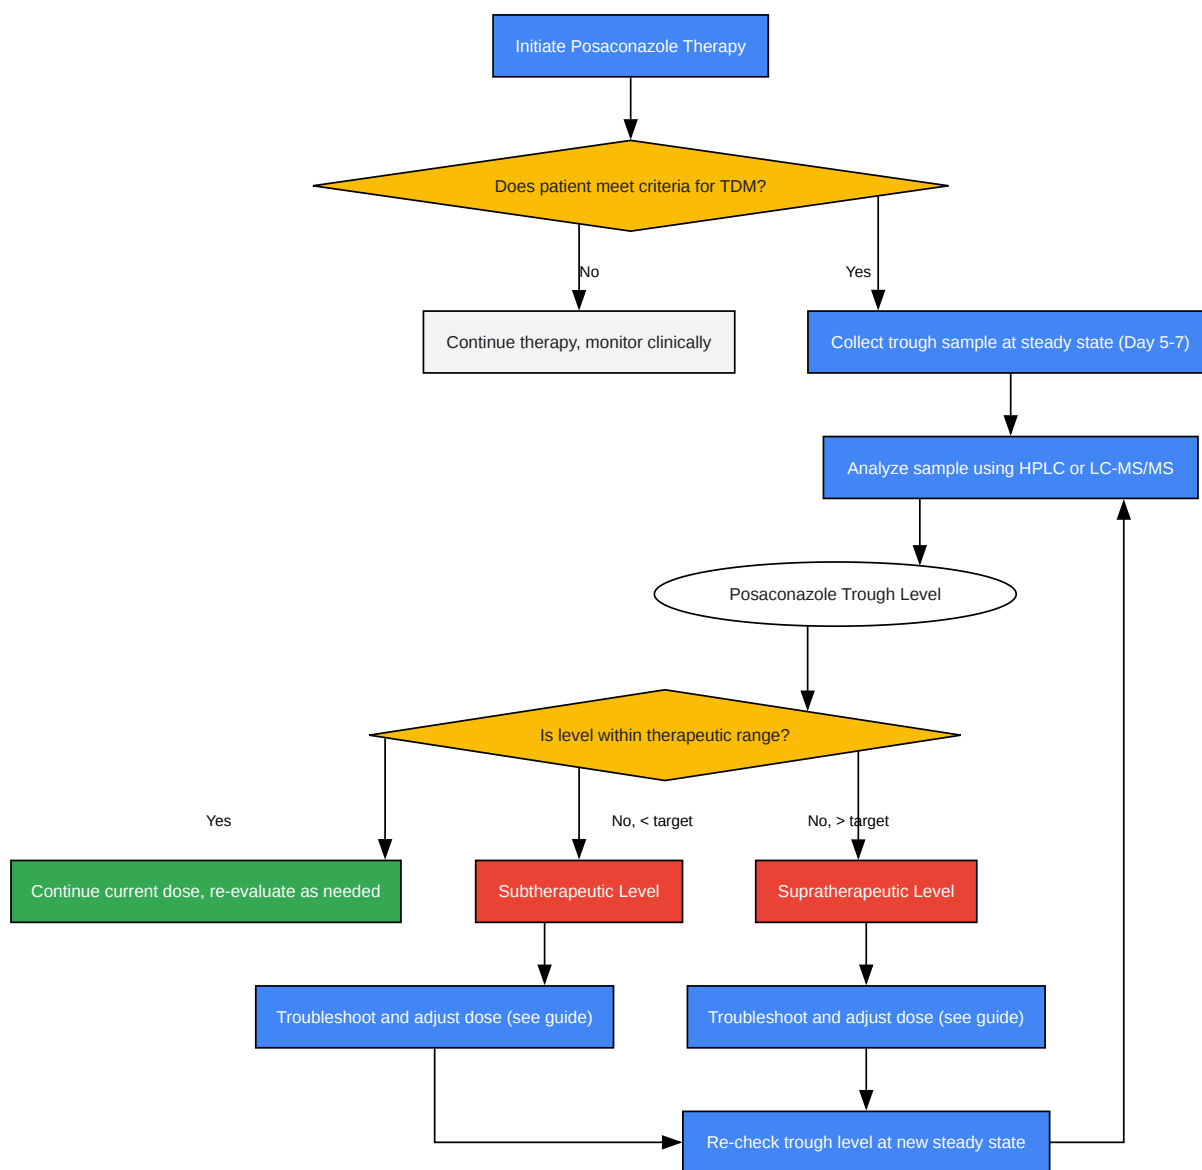 Initiate Posaconazole Therapy
Does patient meet criteria for TDM?
No
Yes
Continue therapy, monitor clinically
Collect trough sample at steady state (Day 5-7)
Analyze sample using HPLC or LC-MS/MS
Posaconazole Trough Level
Is level within therapeutic range?
Yes
No, < target
No, > target
Continue current dose, re-evaluate as needed
Subtherapeutic Level
Supratherapeutic Level
Troubleshoot and adjust dose (see guide)
Troubleshoot and adjust dose (see guide)
Re-check trough level at new steady state